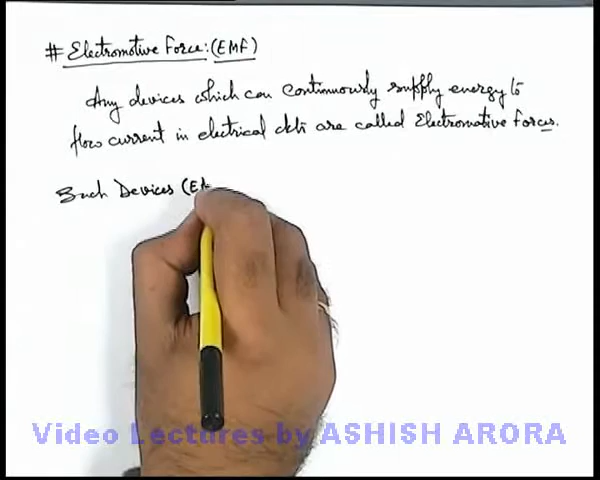 # Electromotive Force: (EMF)
Any devices which can continuously supply energy to
flow current in electrical ckts are called Electromotive Forces.
Such Devices (E
Video Lectures by ASHISH ARORA